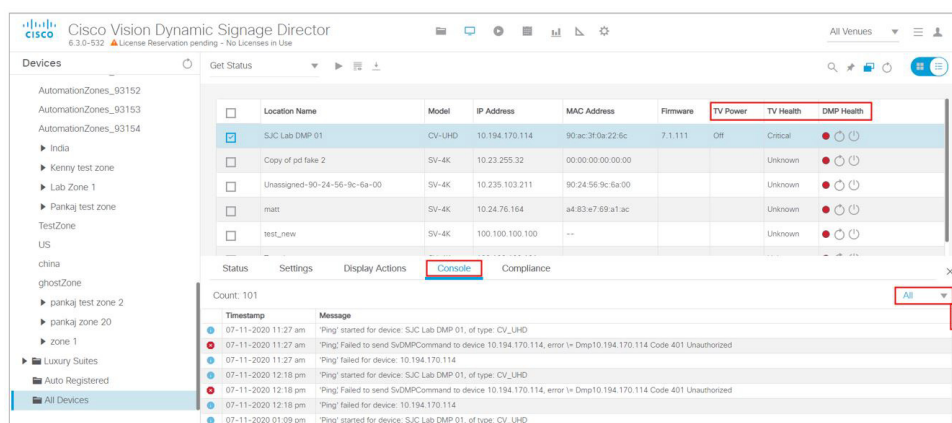 CISCO
Cisco Vision Dynamic Signage Director
6.3.0-532 License Reservation pending - No Licenses in Use
All Venues
Devices
AutomationZones_93152
AutomationZones_93153
AutomationZones_93154
India
Kenny test zone
Lab Zone 1
Pankaj test zone
TestZone
US
china
ghostZone
pankaj test zone 2
pankaj zone 20
zone 1
Luxury Suites
Auto Registered
All Devices
Get Status
Location Name Model IP Address MAC Address Firmware TV Power TV Health DMP Health
SJC Lab DMP 01 CV-UHD 10.194.170.114 90:ac:3f:0a:22:6c 7.1.111 Off Critical
Copy of pd fake 2 SV-4K 10.23.255.32 00:00:00:00:00:00 Unknown
Unassigned-90-24-56-9c-6a-00 SV-4K 10.235.103.211 90:24:56:9c:6a:00 Unknown
matt SV-4K 10.24.76.164 a4:83:e7:69:a1:ac Unknown
test_new SV-4K 100.100.100.100 -- Unknown
Status Settings Display Actions Console Compliance
Count: 101
All
Timestamp Message
07-11-2020 11:27 am 'Ping' started for device: SJC Lab DMP 01, of type: CV_UHD
07-11-2020 11:27 am 'Ping', Failed to send SvDMPCommand to device 10.194.170.114, error \= Dmp10.194.170.114 Code 401 Unauthorized
07-11-2020 11:27 am 'Ping' failed for device: 10.194.170.114
07-11-2020 12:18 pm 'Ping' started for device: SJC Lab DMP 01, of type: CV_UHD
07-11-2020 12:18 pm 'Ping', Failed to send SvDMPCommand to device 10.194.170.114, error \= Dmp10.194.170.114 Code 401 Unauthorized
07-11-2020 12:18 pm 'Ping' failed for device: 10.194.170.114
07-11-2020 01:09 pm 'Ping' started for device: SJC Lab DMP 01, of type: CV_UHD